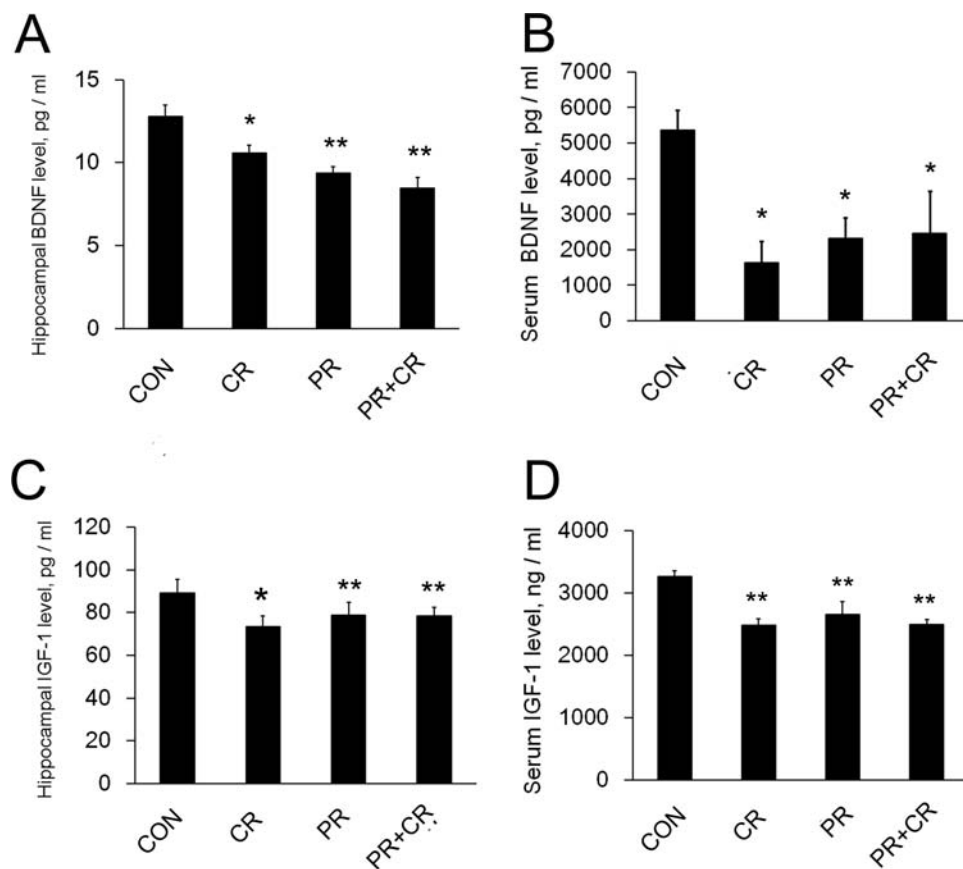 A
Hippocampal BDNF level, pg / ml
15
10
5
0
*
**
**
CON
CR
PR
PR+CR
B
Serum BDNF level, pg / ml
7000
6000
5000
4000
3000
2000
1000
0
*
*
*
CON
CR
PR
PR+CR
C
Hippocampal IGF-1 level, pg / ml
120
100
80
60
40
20
0
*
**
**
CON
CR
PR
PR+CR
D
Serum IGF-1 level, ng / ml
4000
3000
2000
1000
0
**
**
**
CON
CR
PR
PR+CR